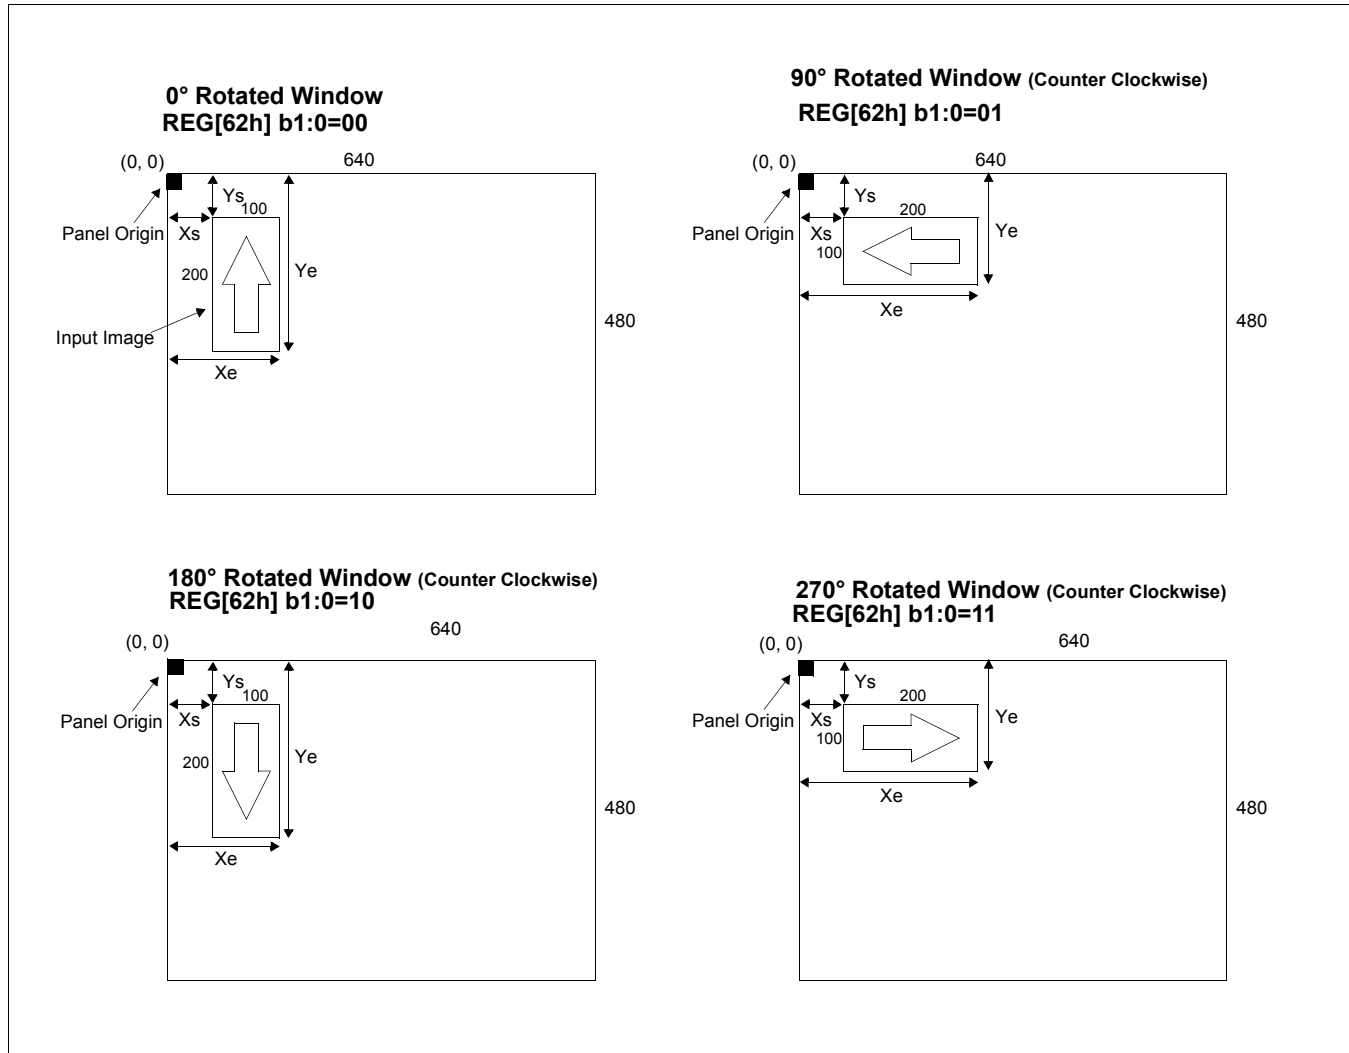 0° Rotated Window
REG[62h] b1:0=00
(0, 0)
640
Ys
100
Panel Origin
Xs
200
Ye
Input Image
480
Xe
90° Rotated Window (Counter Clockwise)
REG[62h] b1:0=01
(0, 0)
640
Ys
200
Panel Origin
Xs
Ye
100
Xe
480
180° Rotated Window (Counter Clockwise)
REG[62h] b1:0=10
640
(0, 0)
Ys
100
Panel Origin
Xs
200
Ye
480
Xe
270° Rotated Window (Counter Clockwise)
REG[62h] b1:0=11
(0, 0)
640
Ys
200
Panel Origin
Xs
Ye
100
Xe
480